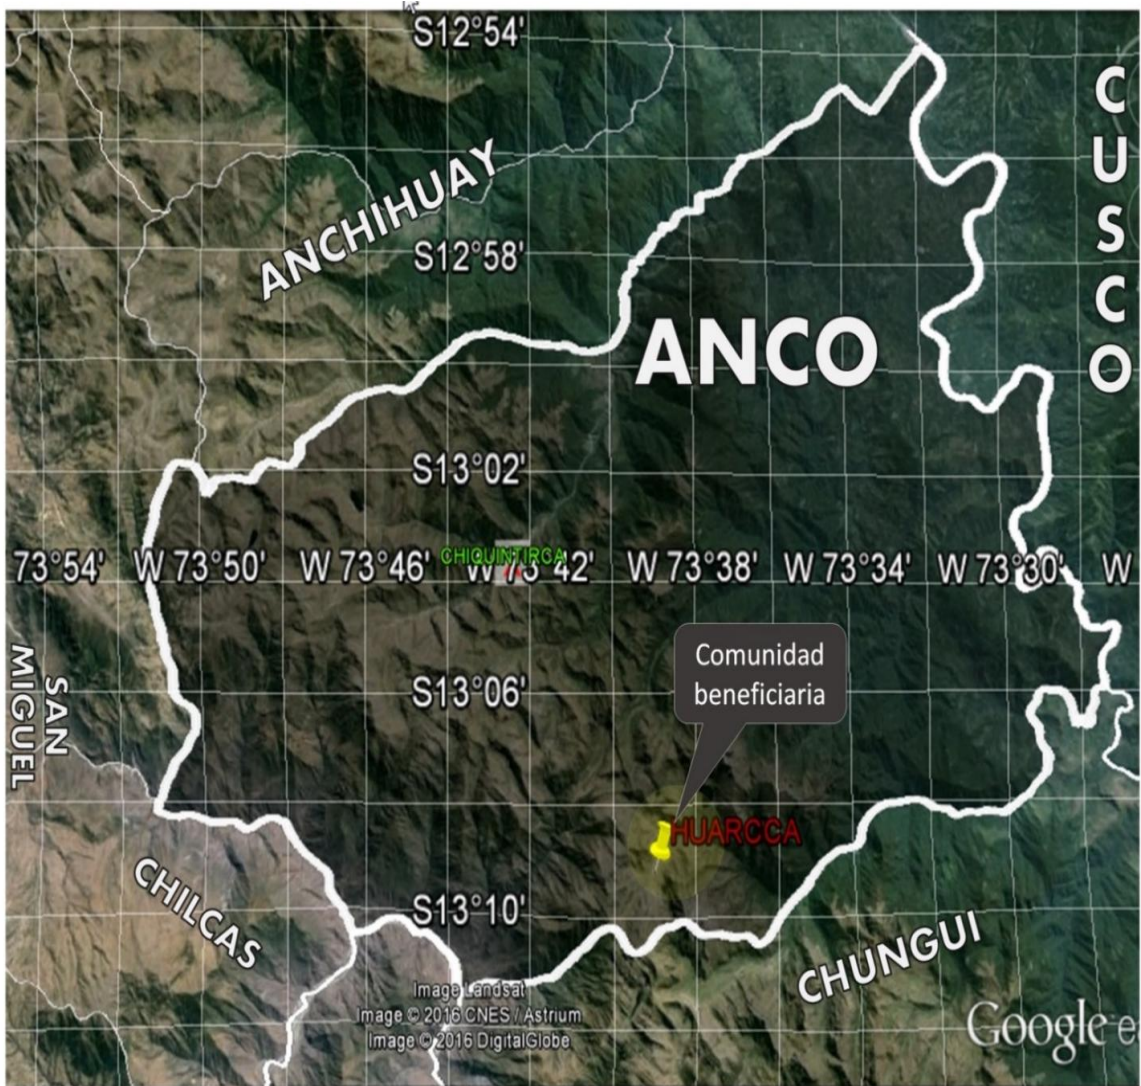 S12°54'
CUSCO
ANCHIHUAY
S12°58'
ANCO
S13°02'
CHIQUINTIRCA
73°54' W 73°50' W 73°46' W 73°42' W 73°38' W 73°34' W 73°30' W
Comunidad
beneficiaria
SAN
MIGUEL
S13°06'
HUARCCA
CHILCAS
S13°10'
CHUNGUI
Image Landsat
Image © 2016 CNES / Astrium
Image © 2016 DigitalGlobe
Google e